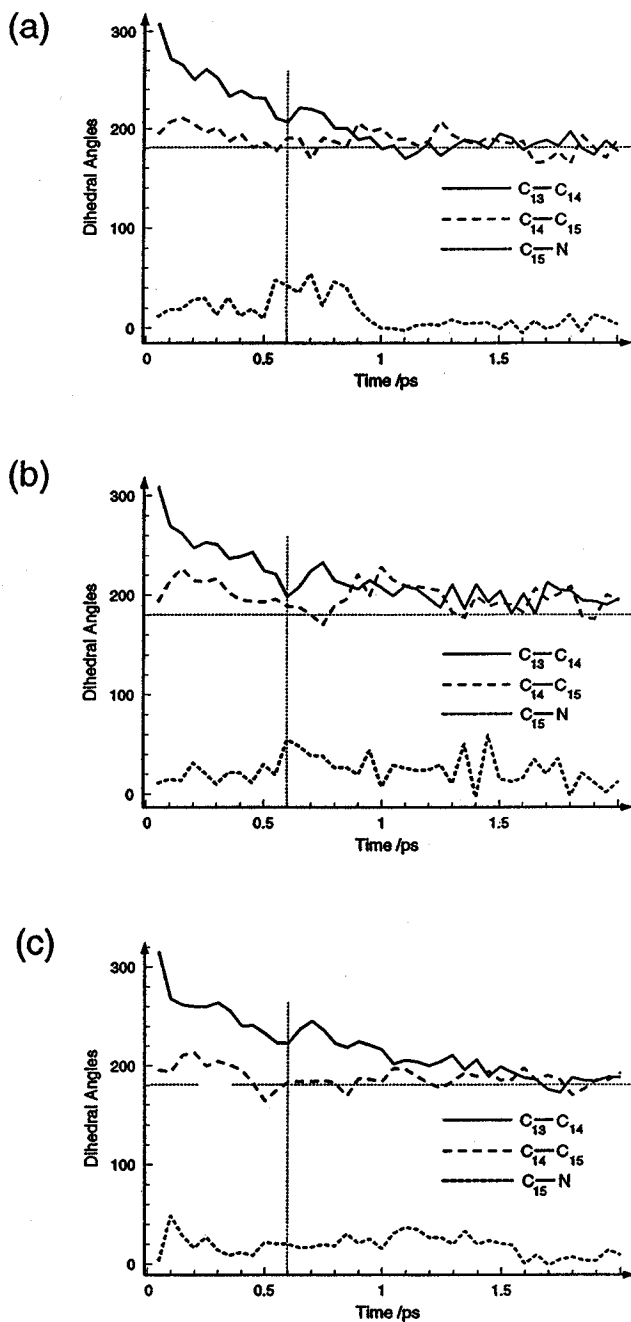 (a)
300
200
100
0
Dihedral Angles
C13—C14
C14—C15
C15—N
0
0.5
1
1.5
Time /ps
(b)
300
200
100
0
Dihedral Angles
C13—C14
C14—C15
C15—N
0
0.5
1
1.5
Time /ps
(c)
300
200
100
0
Dihedral Angles
C13—C14
C14—C15
C15—N
0
0.5
1
1.5
Time /ps